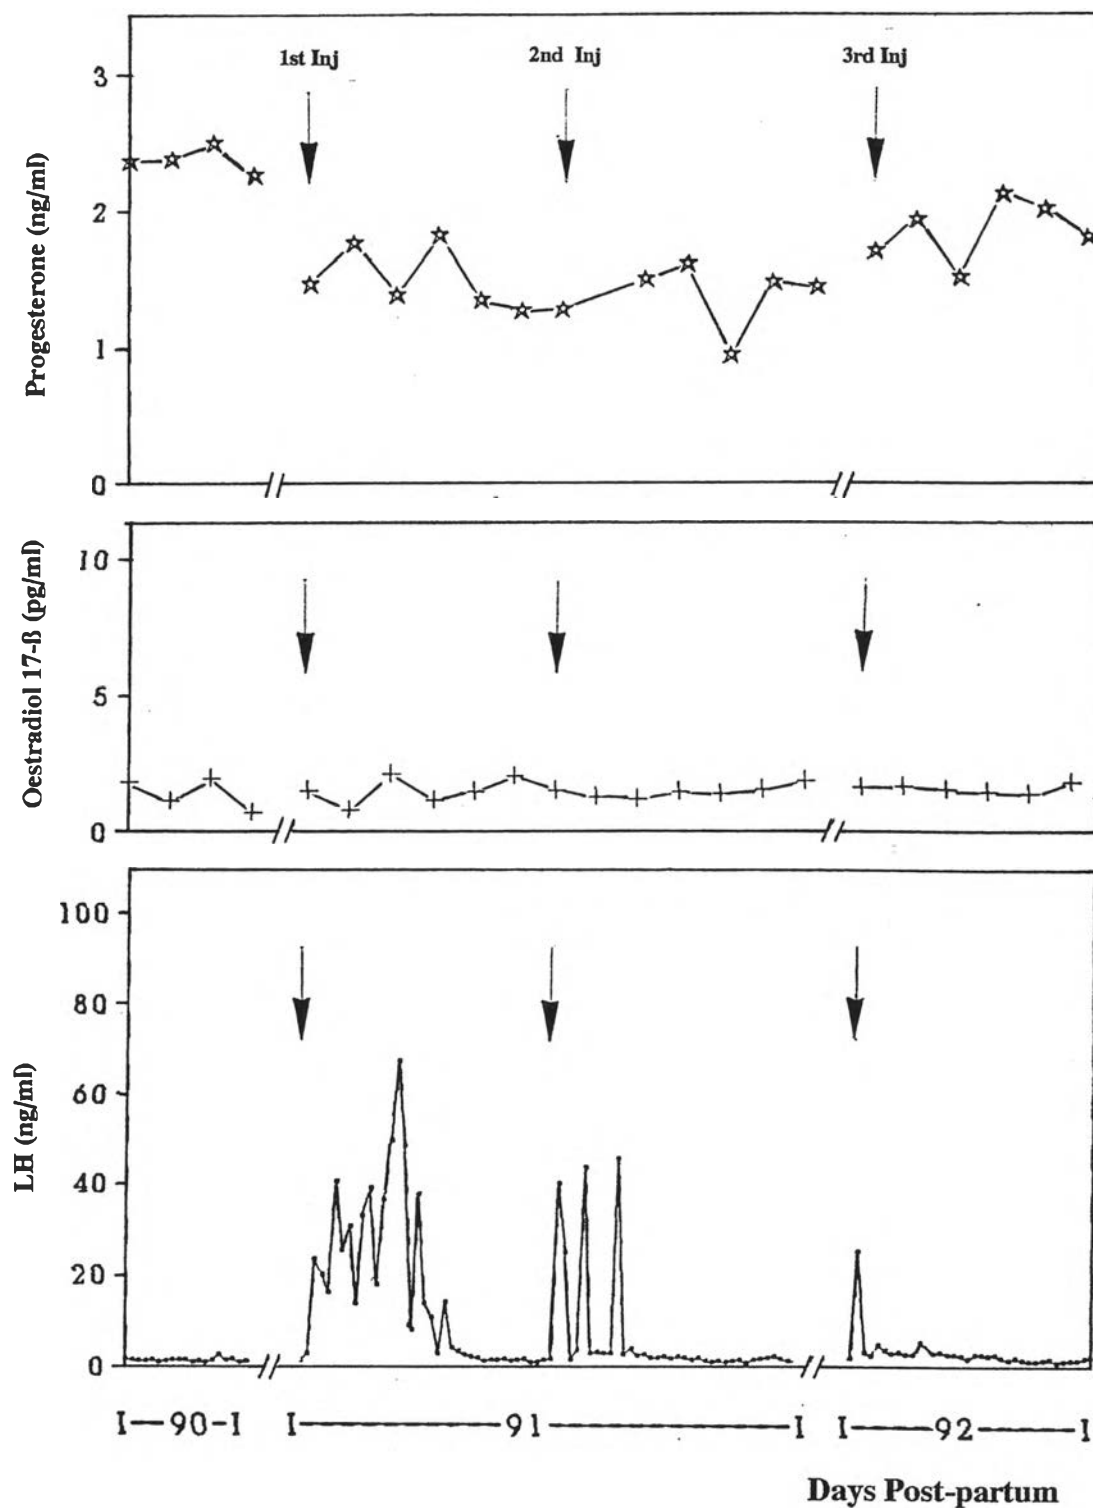 1st Inj
2nd Inj
3rd Inj
Progesterone (ng/ml)
3
2
1
0
Oestradiol 17-ß (pg/ml)
10
5
0
LH (ng/ml)
100
80
60
40
20
0
I—90-I I—91—I I—92—I
Days Post-partum